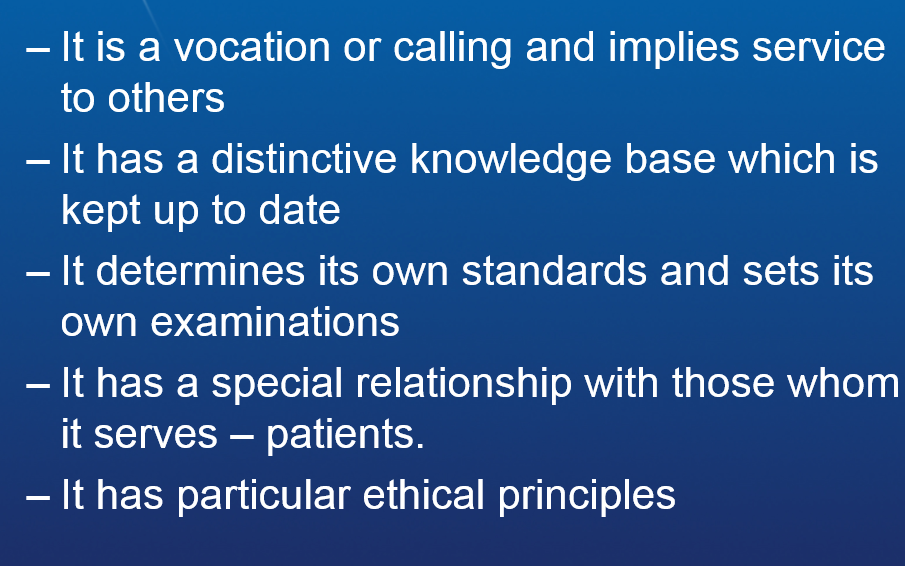 – It is a vocation or calling and implies service
to others
– It has a distinctive knowledge base which is
kept up to date
– It determines its own standards and sets its
own examinations
– It has a special relationship with those whom
it serves – patients.
– It has particular ethical principles